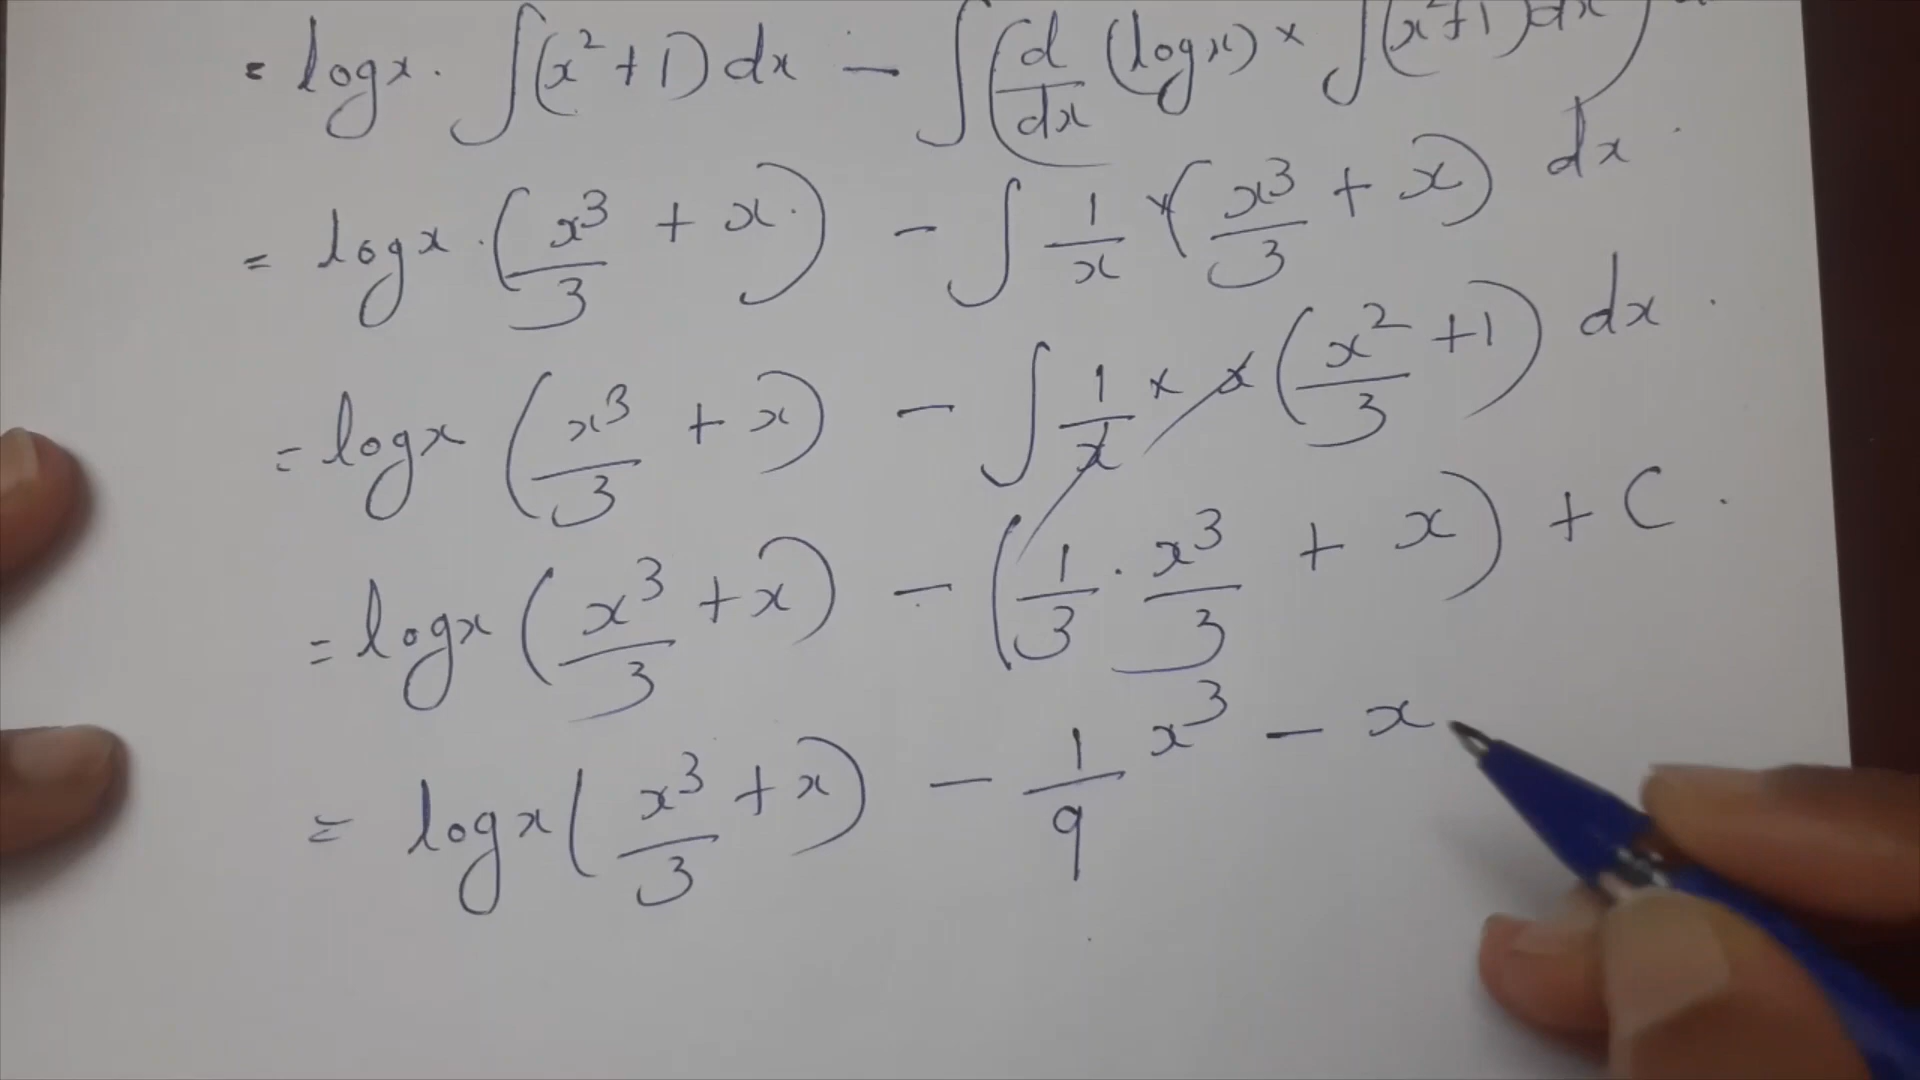 = log x . ∫(x² + 1) dx − ∫(d/dx (log x) × ∫(x² + 1) dx)
= log x . (x³/3 + x) − ∫ 1/x × (x³/3 + x) dx .
= log x (x³/3 + x) − ∫ 1/x × x (x²/3 + 1) dx .
= log x (x³/3 + x) − (1/3 . x³/3 + x) + C .
= log x (x³/3 + x) − 1/9 x³ − x